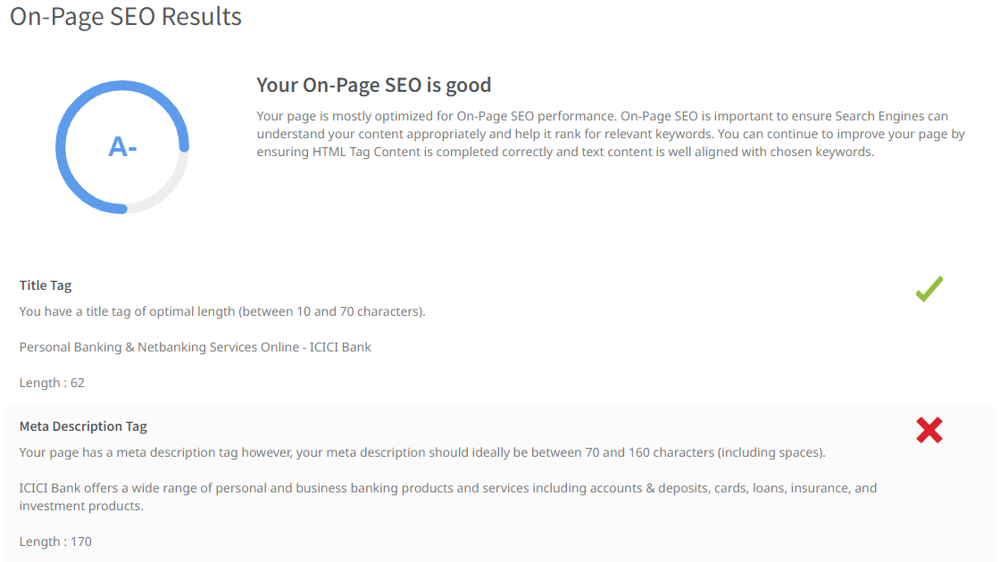 On-Page SEO Results
A-
Your On-Page SEO is good
Your page is mostly optimized for On-Page SEO performance. On-Page SEO is important to ensure Search Engines can
understand your content appropriately and help it rank for relevant keywords. You can continue to improve your page by
ensuring HTML Tag Content is completed correctly and text content is well aligned with chosen keywords.
Title Tag
You have a title tag of optimal length (between 10 and 70 characters).
Personal Banking & Netbanking Services Online - ICICI Bank
Length : 62
Meta Description Tag
Your page has a meta description tag however, your meta description should ideally be between 70 and 160 characters (including spaces).
ICICI Bank offers a wide range of personal and business banking products and services including accounts & deposits, cards, loans, insurance, and
investment products.
Length : 170